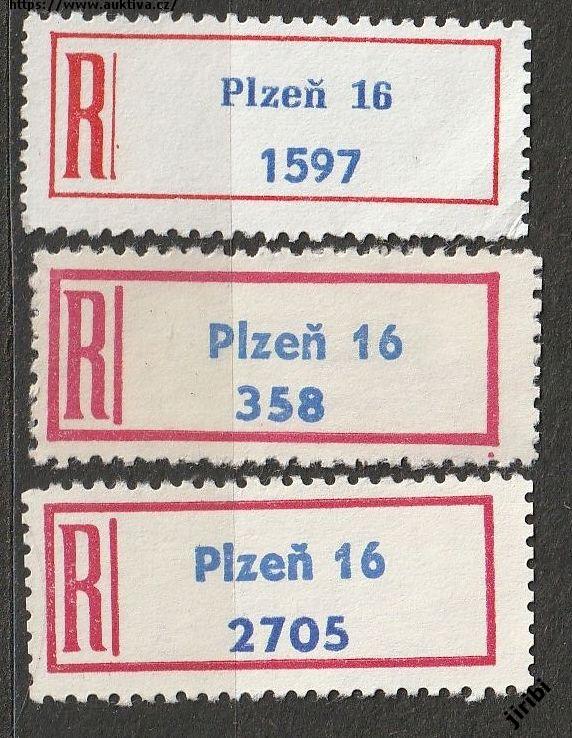 https://www.auktiva.cz/
R Plzeň 16
1597
R Plzeň 16
358
R Plzeň 16
2705
jiribi